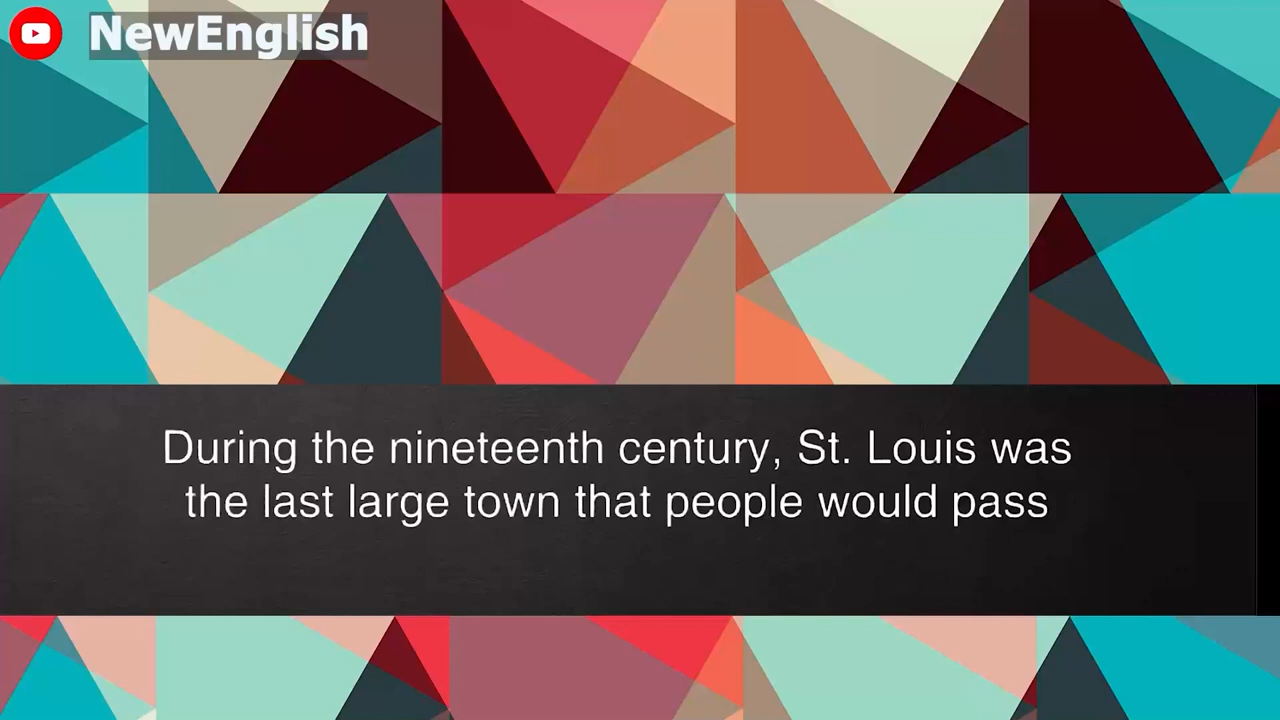 NewEnglish
During the nineteenth century, St. Louis was
the last large town that people would pass